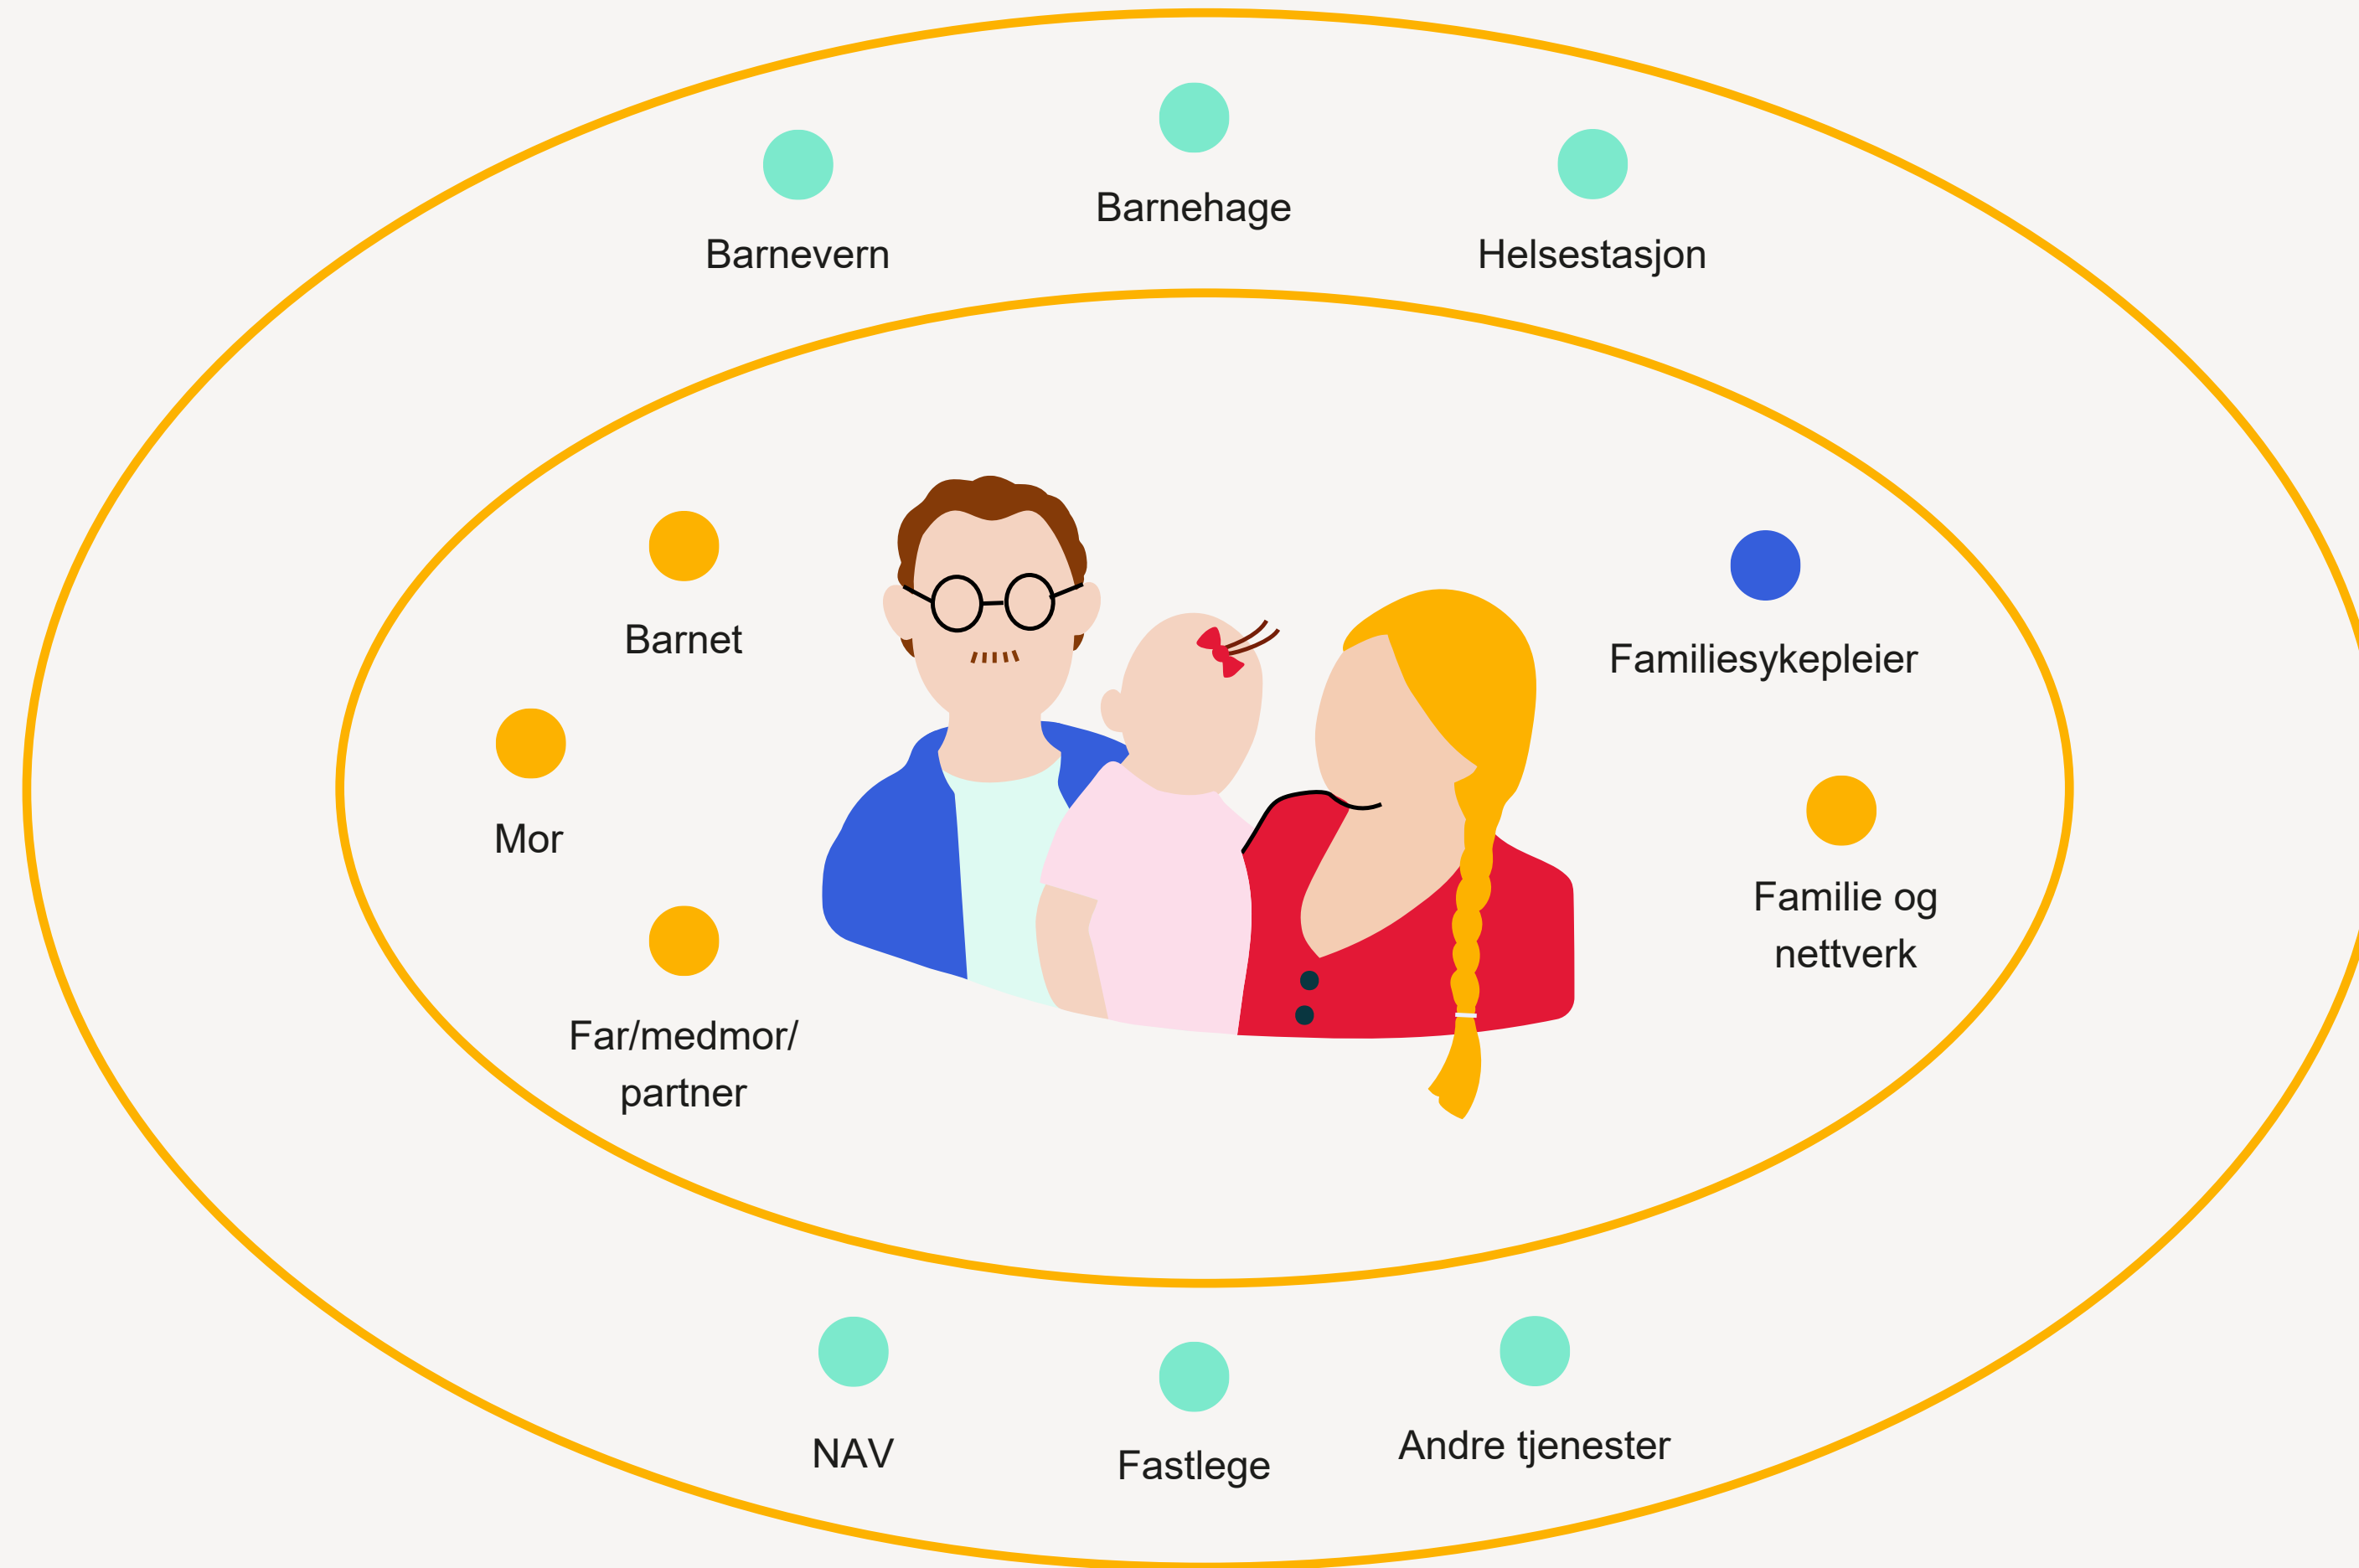 Barnehage
Barnevern
Helsestasjon
Barnet
Familiesykepleier
Mor
Familie og
nettverk
Far/medmor/
partner
NAV
Fastlege
Andre tjenester